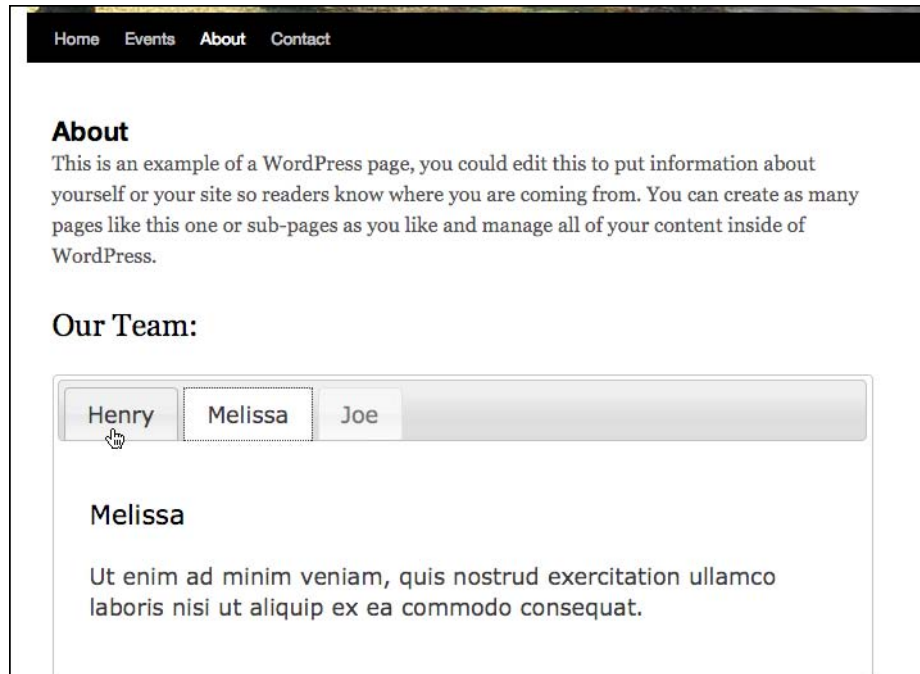 Home Events About Contact
About
This is an example of a WordPress page, you could edit this to put information about
yourself or your site so readers know where you are coming from. You can create as many
pages like this one or sub-pages as you like and manage all of your content inside of
WordPress.
Our Team:
Henry Melissa Joe
Melissa
Ut enim ad minim veniam, quis nostrud exercitation ullamco
laboris nisi ut aliquip ex ea commodo consequat.